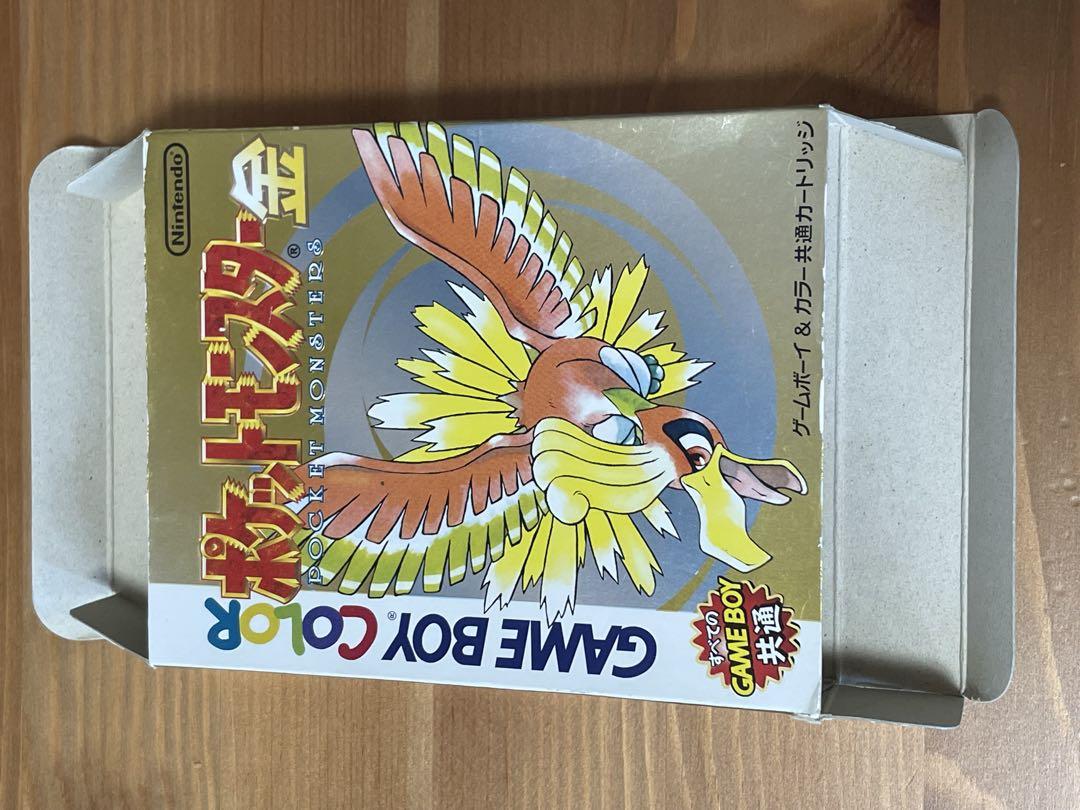 Nintendo
ポケットモンスター金
®
POCKET MONSTERS
ゲームボーイ & カラー 共通カートリッジ
GAME BOY COLOR
®
すべての
GAME BOY
共通